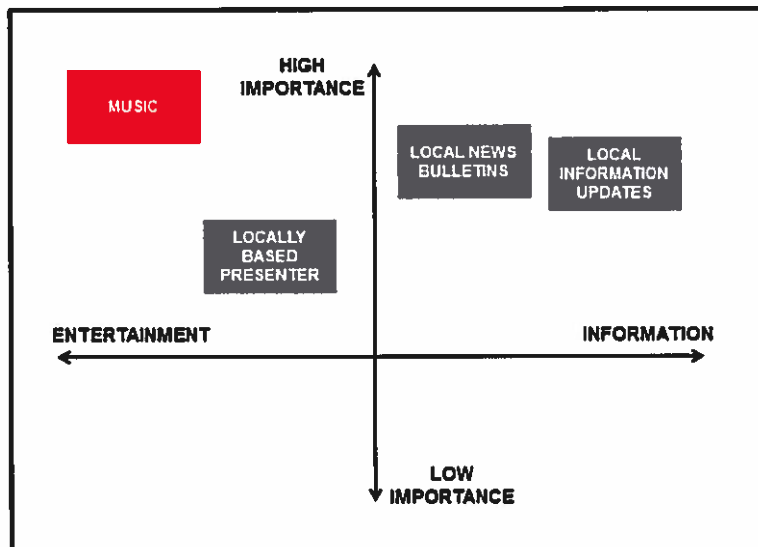 HIGH
IMPORTANCE
MUSIC
LOCAL NEWS
BULLETINS
LOCAL
INFORMATION
UPDATES
LOCALLY
BASED
PRESENTER
ENTERTAINMENT
INFORMATION
LOW
IMPORTANCE